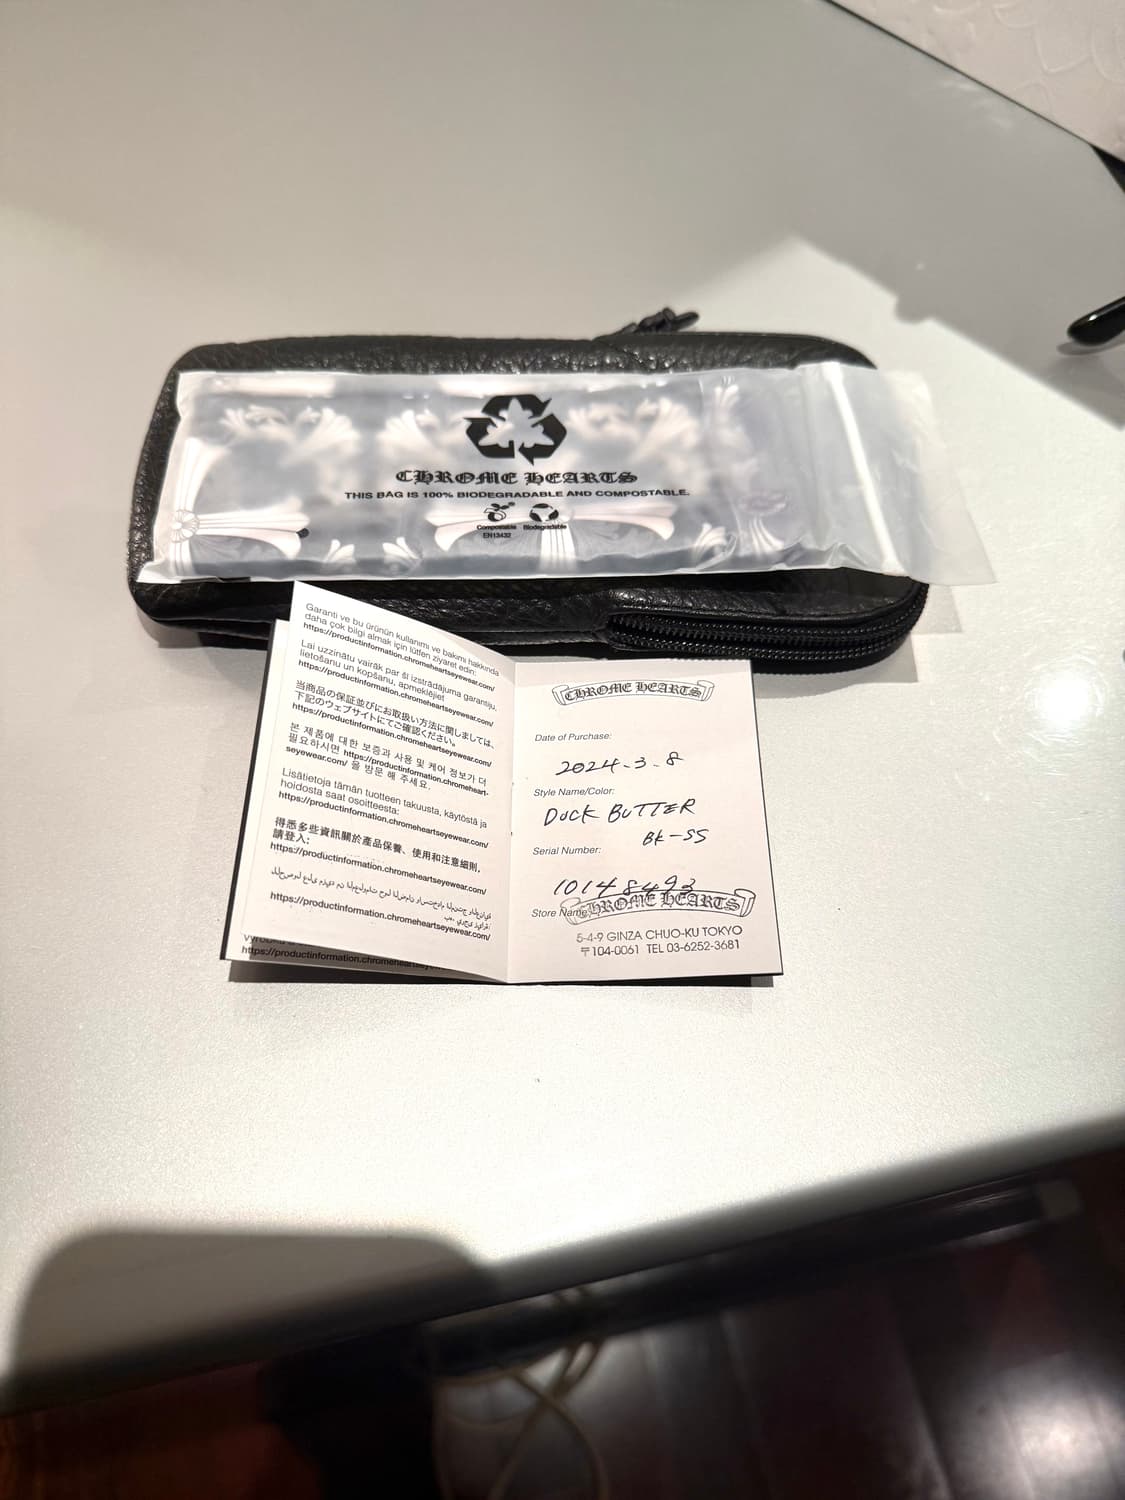 CHROME HEARTS
THIS BAG IS 100% BIODEGRADABLE AND COMPOSTABLE.
Compostable Biodegradable
EN13432
Garanti ve bu ürünün kullanımı ve bakımı hakkında
daha çok bilgi almak için lütfen ziyaret edin:
https://productinformation.chromeheartseyewear.com/
Lai uzzinātu vairāk par šī izstrādājuma garantiju,
lietošanu un kopšanu, apmeklējiet
https://productinformation.chromeheartseyewear.com/
当商品の保証並びにお取扱い方法に関しましては、
下記のウェブサイトにてご確認ください。
https://productinformation.chromeheartseyewear.com/
본 제품에 대한 보증과 사용 및 케어 정보가 더
필요하시면 https://productinformation.chromeheart-
seyewear.com/ 을 방문 해 주세요.
Lisätietoja tämän tuotteen takuusta, käytöstä ja
hoidosta saat osoitteesta:
https://productinformation.chromeheartseyewear.com/
得悉多些資訊關於產品保養、使用和注意細則,
請登入:
https://productinformation.chromeheartseyewear.com/
https://productinformation.chromeheartseyewear.com/
https://productinformation.chromeheartseyew
CHROME HEARTS
Date of Purchase:
2024-3-8
Style Name/Color:
DUCK BUTTER
BK-SS
Serial Number:
10148493
Store Name:
CHROME HEARTS
5-4-9 GINZA CHUO-KU TOKYO
〒104-0061 TEL 03-6252-3681